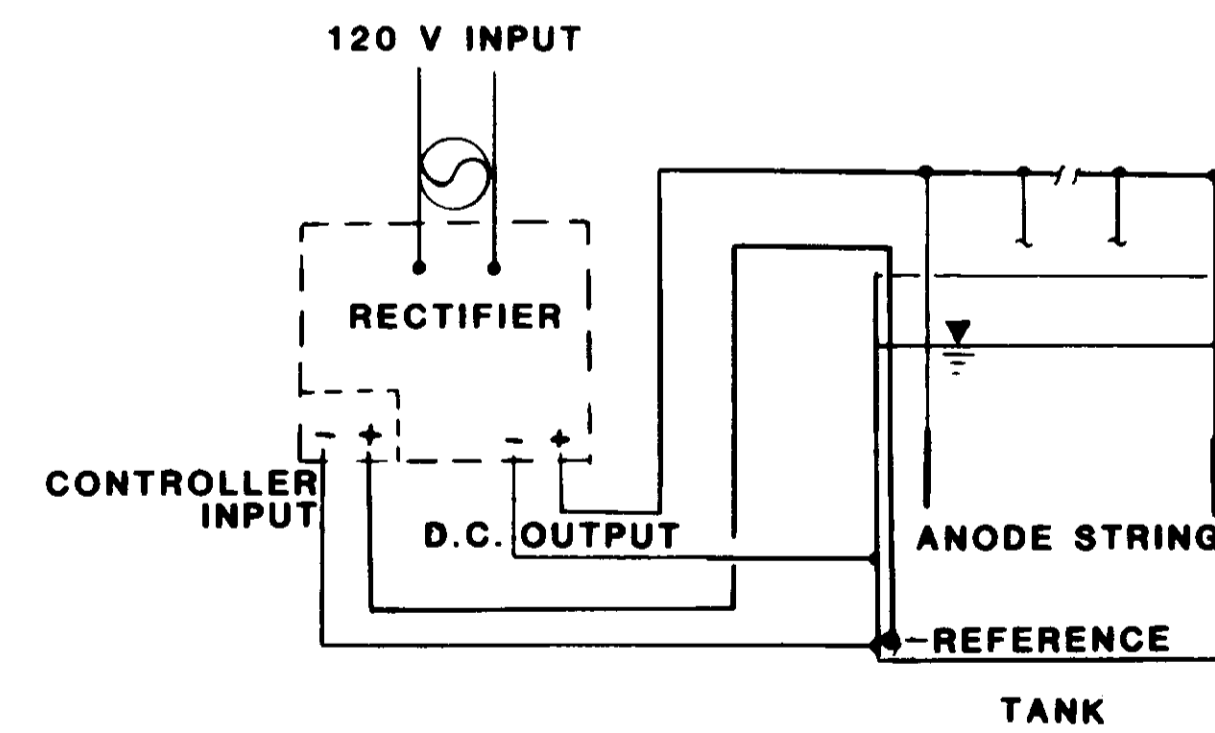 120 V INPUT
RECTIFIER
- +
- +
CONTROLLER
INPUT
D.C. OUTPUT
ANODE STRING
-REFERENCE
TANK